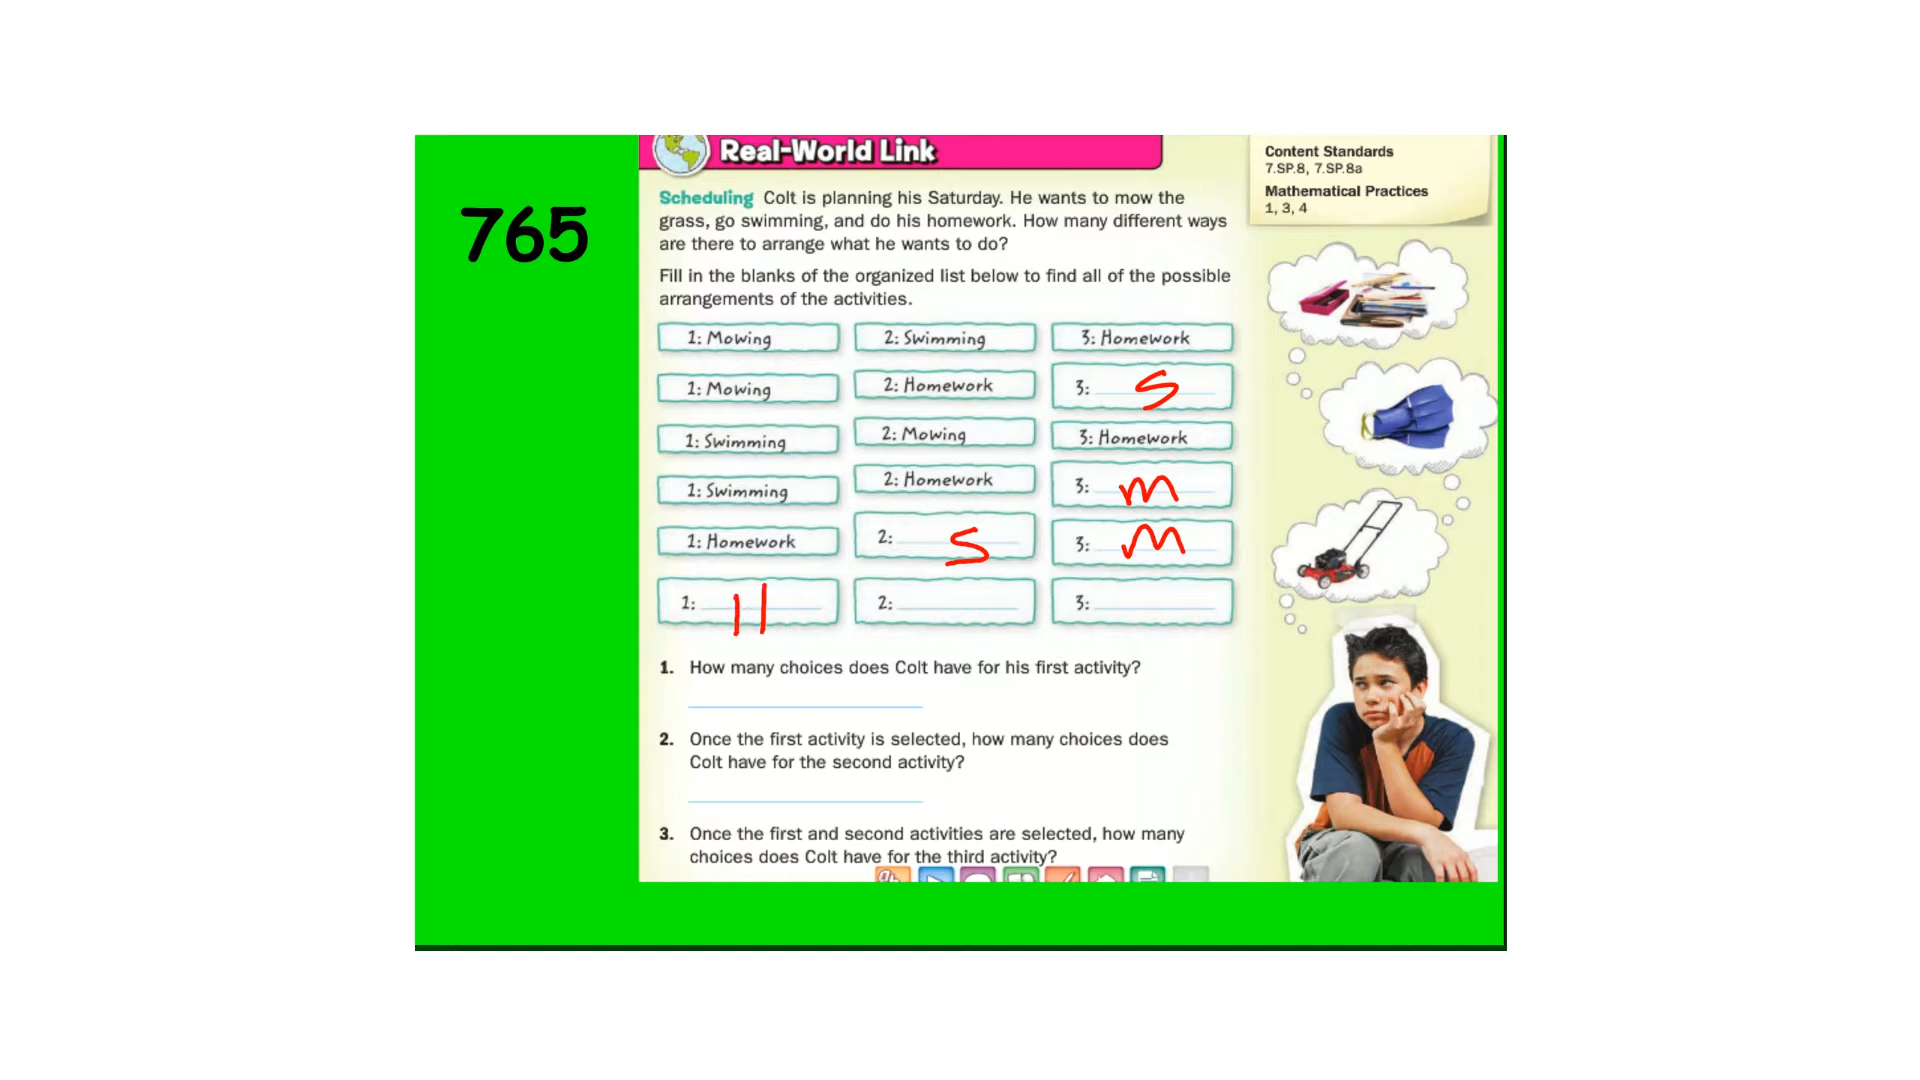 765
Real-World Link
Content Standards
7.SP.8, 7.SP.8a
Mathematical Practices
1, 3, 4
Scheduling Colt is planning his Saturday. He wants to mow the
grass, go swimming, and do his homework. How many different ways
are there to arrange what he wants to do?
Fill in the blanks of the organized list below to find all of the possible
arrangements of the activities.
1: Mowing 2: Swimming 3: Homework
1: Mowing 2: Homework 3: S
1: Swimming 2: Mowing 3: Homework
1: Swimming 2: Homework 3: m
1: Homework 2: S 3: m
1: 2: 3:
1. How many choices does Colt have for his first activity?
2. Once the first activity is selected, how many choices does
Colt have for the second activity?
3. Once the first and second activities are selected, how many
choices does Colt have for the third activity?